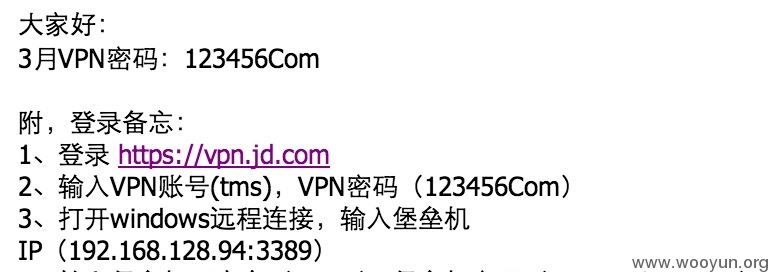 大家好：
3月VPN密码：123456Com
附，登录备忘：
1、登录 https://vpn.jd.com
2、输入VPN账号(tms)，VPN密码（123456Com）
3、打开windows远程连接，输入堡垒机
IP（192.168.128.94:3389）
www.wooyun.org